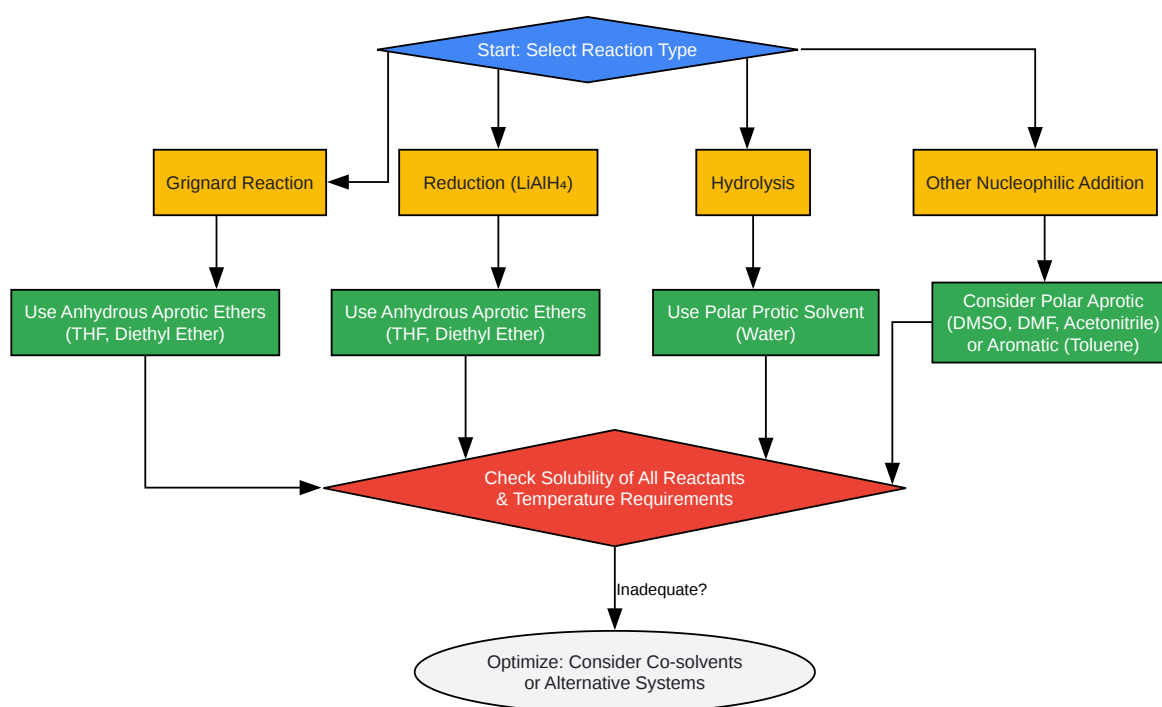 Start: Select Reaction Type
Grignard Reaction
Reduction (LiAlH₄)
Hydrolysis
Other Nucleophilic Addition
Use Anhydrous Aprotic Ethers
(THF, Diethyl Ether)
Use Anhydrous Aprotic Ethers
(THF, Diethyl Ether)
Use Polar Protic Solvent
(Water)
Consider Polar Aprotic
(DMSO, DMF, Acetonitrile)
or Aromatic (Toluene)
Check Solubility of All Reactants
& Temperature Requirements
Inadequate?
Optimize: Consider Co-solvents
or Alternative Systems